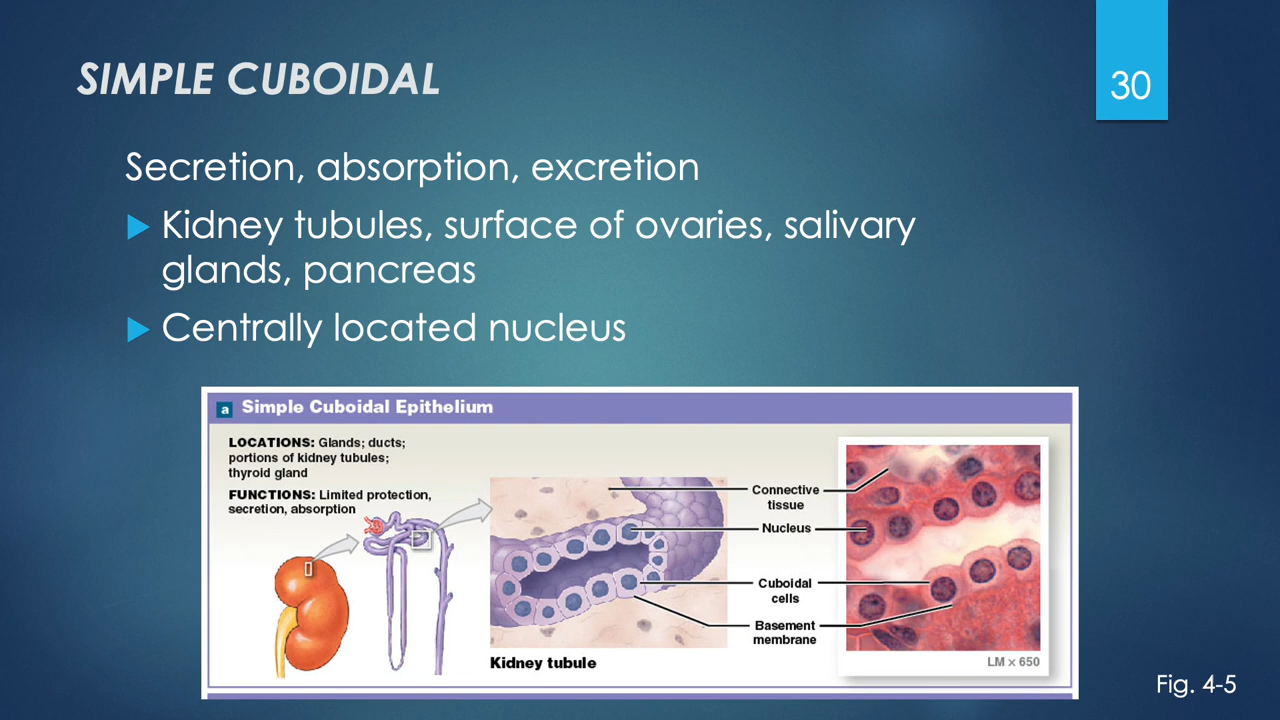 SIMPLE CUBOIDAL
30
Secretion, absorption, excretion
Kidney tubules, surface of ovaries, salivary
glands, pancreas
Centrally located nucleus
a Simple Cuboidal Epithelium
LOCATIONS: Glands; ducts;
portions of kidney tubules;
thyroid gland
FUNCTIONS: Limited protection,
secretion, absorption
Connective
tissue
Nucleus
Cuboidal
cells
Basement
membrane
Kidney tubule
LM × 650
Fig. 4-5